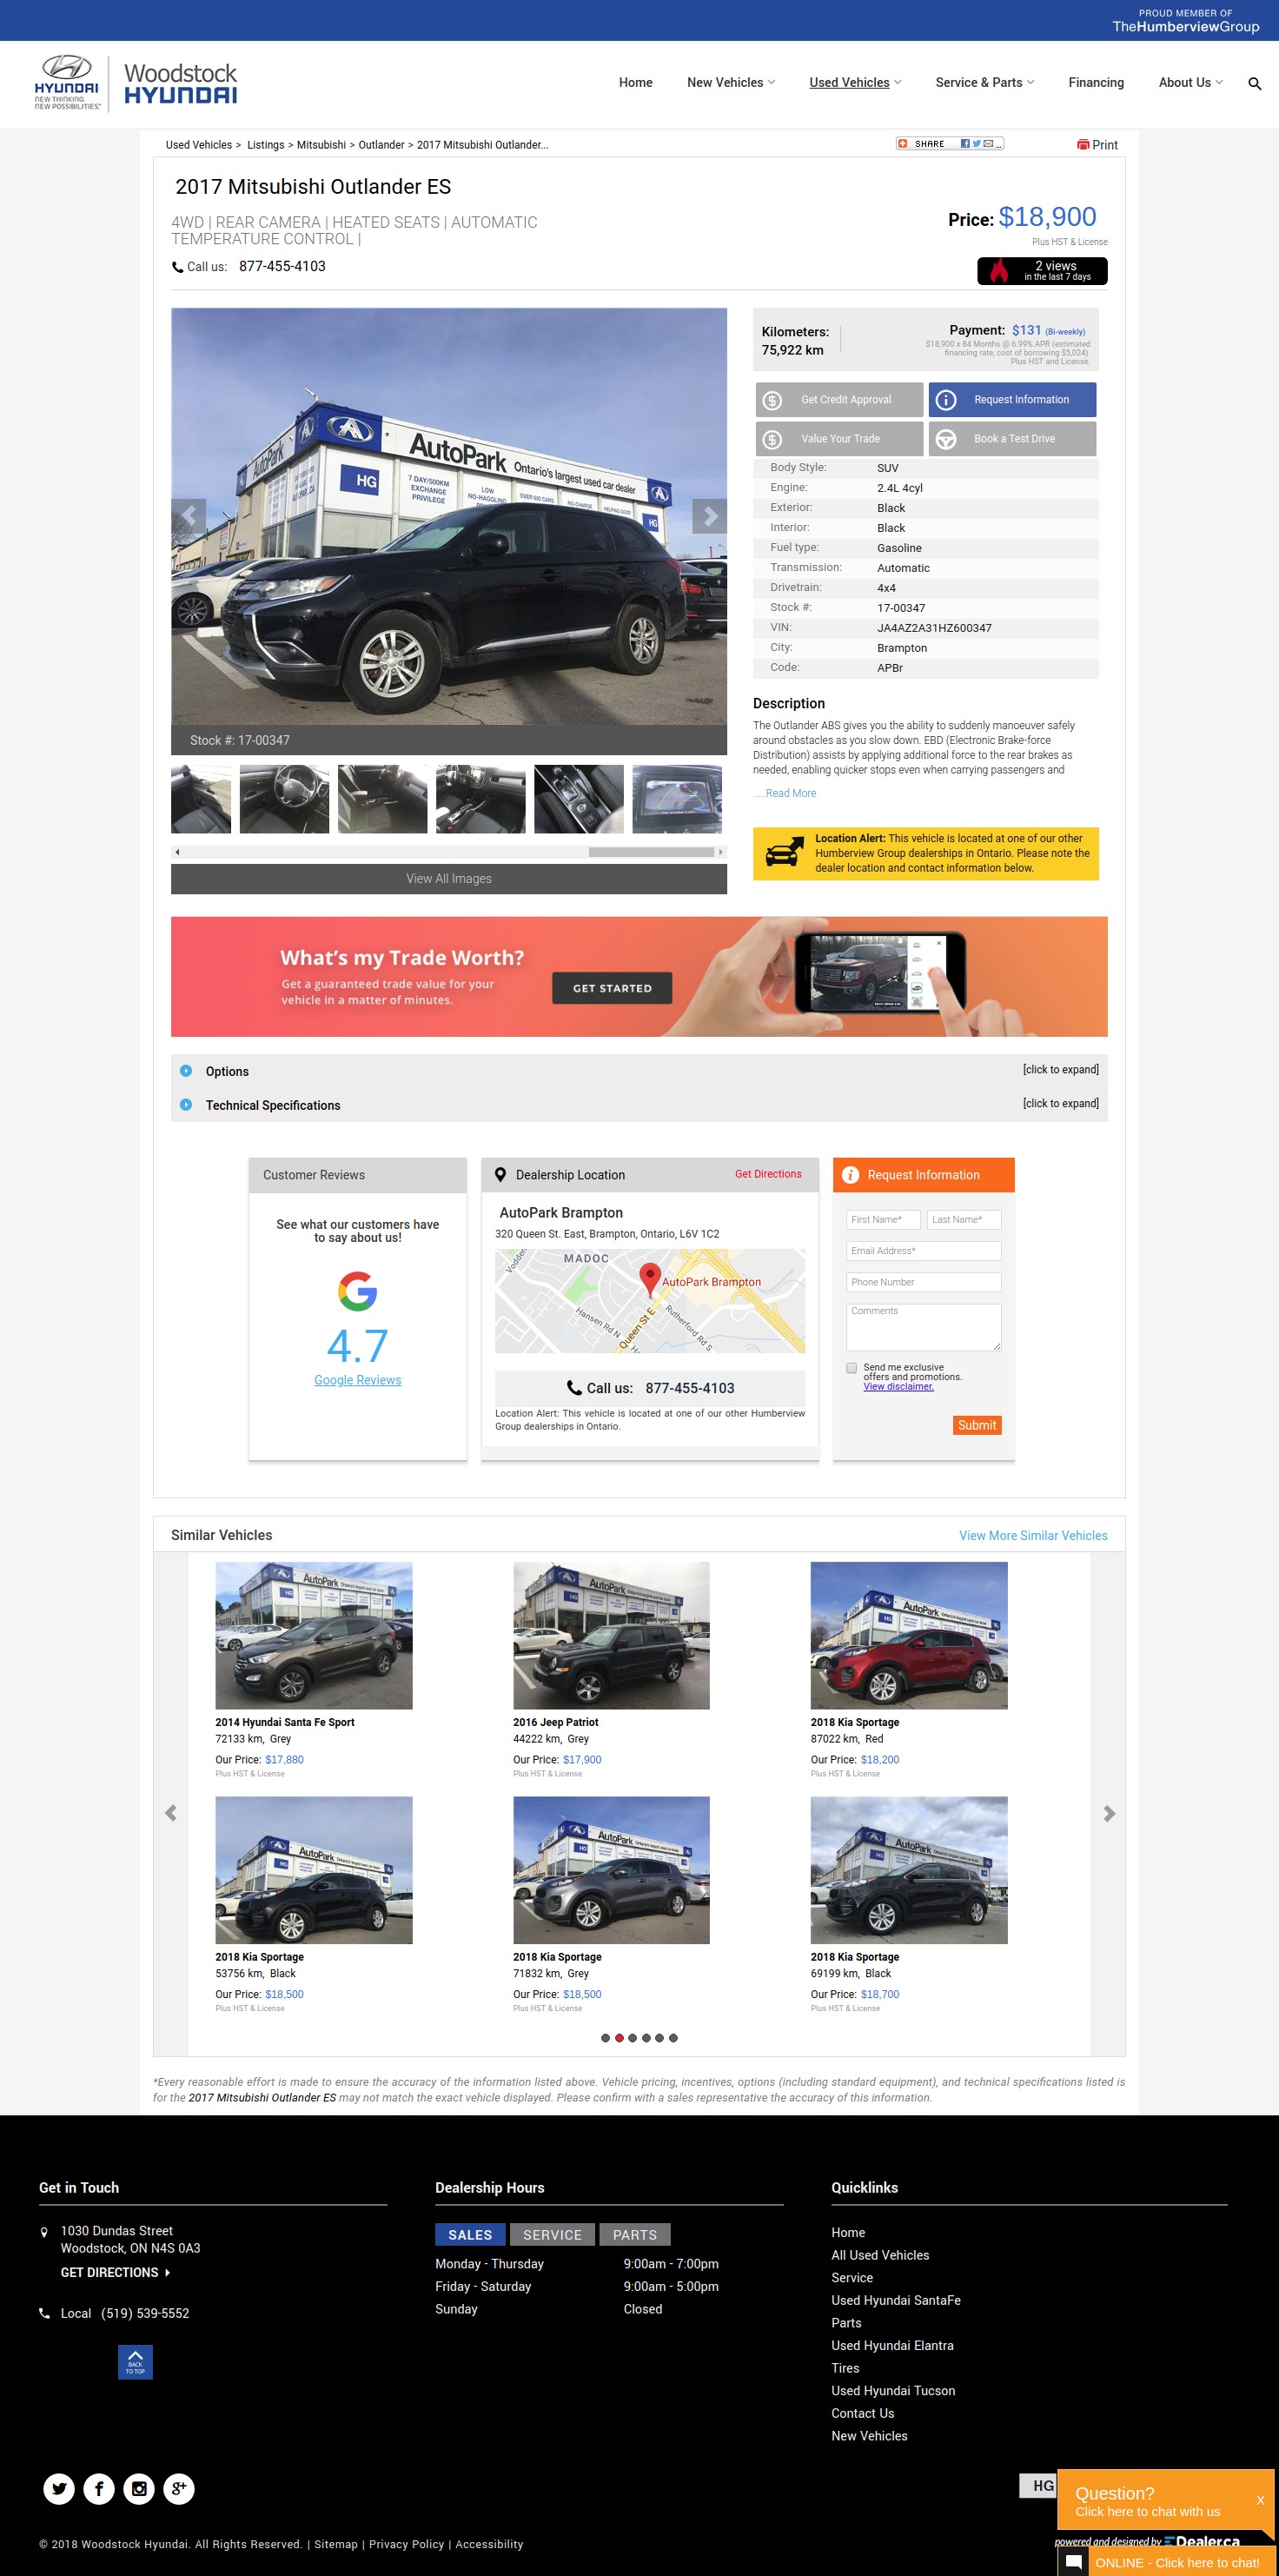 PROUD MEMBER OF
TheHumberviewGroup
HYUNDAI
NEW THINKING.
NEW POSSIBILITIES.
Woodstock
HYUNDAI
Home
New Vehicles
Used Vehicles
Service & Parts
Financing
About Us
Used Vehicles > Listings > Mitsubishi > Outlander > 2017 Mitsubishi Outlander...
SHARE
...
Print
2017 Mitsubishi Outlander ES
4WD | REAR CAMERA | HEATED SEATS | AUTOMATIC
TEMPERATURE CONTROL |
Call us: 877-455-4103
Price: $18,900
Plus HST & License
2 views
in the last 7 days
AutoPark
AutoPark Ontario's largest used car dealer
HG
7 DAY/500KM
EXCHANGE
PRIVILEGE
LOW
NO-HAGGLING
HG
Stock #: 17-00347
View All Images
Kilometers:
75,922 km
Payment: $131 (Bi-weekly)
$18,900 x 84 Months @ 6.99% APR (estimated
financing rate, cost of borrowing $5,024).
Plus HST and License.
Get Credit Approval
Request Information
Value Your Trade
Book a Test Drive
Body Style: SUV
Engine: 2.4L 4cyl
Exterior: Black
Interior: Black
Fuel type: Gasoline
Transmission: Automatic
Drivetrain: 4x4
Stock #: 17-00347
VIN: JA4AZ2A31HZ600347
City: Brampton
Code: APBr
Description
The Outlander ABS gives you the ability to suddenly manoeuver safely
around obstacles as you slow down. EBD (Electronic Brake-force
Distribution) assists by applying additional force to the rear brakes as
needed, enabling quicker stops even when carrying passengers and
.....Read More
Location Alert: This vehicle is located at one of our other
Humberview Group dealerships in Ontario. Please note the
dealer location and contact information below.
What's my Trade Worth?
Get a guaranteed trade value for your
vehicle in a matter of minutes.
GET STARTED
Options
[click to expand]
Technical Specifications
[click to expand]
Customer Reviews
See what our customers have
to say about us!
4.7
Google Reviews
Dealership Location
Get Directions
AutoPark Brampton
320 Queen St. East, Brampton, Ontario, L6V 1C2
Vodden
MADOC
AutoPark Brampton
Hansen Rd N
Queen St E
Rutherford Rd S
Call us: 877-455-4103
Location Alert: This vehicle is located at one of our other Humberview
Group dealerships in Ontario.
Request Information
First Name*
Last Name*
Email Address*
Phone Number
Comments
Send me exclusive
offers and promotions.
View disclaimer.
Submit
Similar Vehicles
View More Similar Vehicles
AutoPark
AutoPark
AutoPark
2014 Hyundai Santa Fe Sport
72133 km, Grey
Our Price: $17,880
Plus HST & License
2016 Jeep Patriot
44222 km, Grey
Our Price: $17,900
Plus HST & License
2018 Kia Sportage
87022 km, Red
Our Price: $18,200
Plus HST & License
AutoPark
AutoPark
AutoPark
2018 Kia Sportage
53756 km, Black
Our Price: $18,500
Plus HST & License
2018 Kia Sportage
71832 km, Grey
Our Price: $18,500
Plus HST & License
2018 Kia Sportage
69199 km, Black
Our Price: $18,700
Plus HST & License
*Every reasonable effort is made to ensure the accuracy of the information listed above. Vehicle pricing, incentives, options (including standard equipment), and technical specifications listed is
for the 2017 Mitsubishi Outlander ES may not match the exact vehicle displayed. Please confirm with a sales representative the accuracy of this information.
Get in Touch
1030 Dundas Street
Woodstock, ON N4S 0A3
GET DIRECTIONS
Local (519) 539-5552
BACK
TO TOP
Dealership Hours
SALES
SERVICE
PARTS
Monday - Thursday 9:00am - 7:00pm
Friday - Saturday 9:00am - 5:00pm
Sunday Closed
Quicklinks
Home
All Used Vehicles
Service
Used Hyundai SantaFe
Parts
Used Hyundai Elantra
Tires
Used Hyundai Tucson
Contact Us
New Vehicles
HG
Question?
Click here to chat with us
X
powered and designed by EDealer.ca
ONLINE - Click here to chat!
© 2018 Woodstock Hyundai. All Rights Reserved. | Sitemap | Privacy Policy | Accessibility